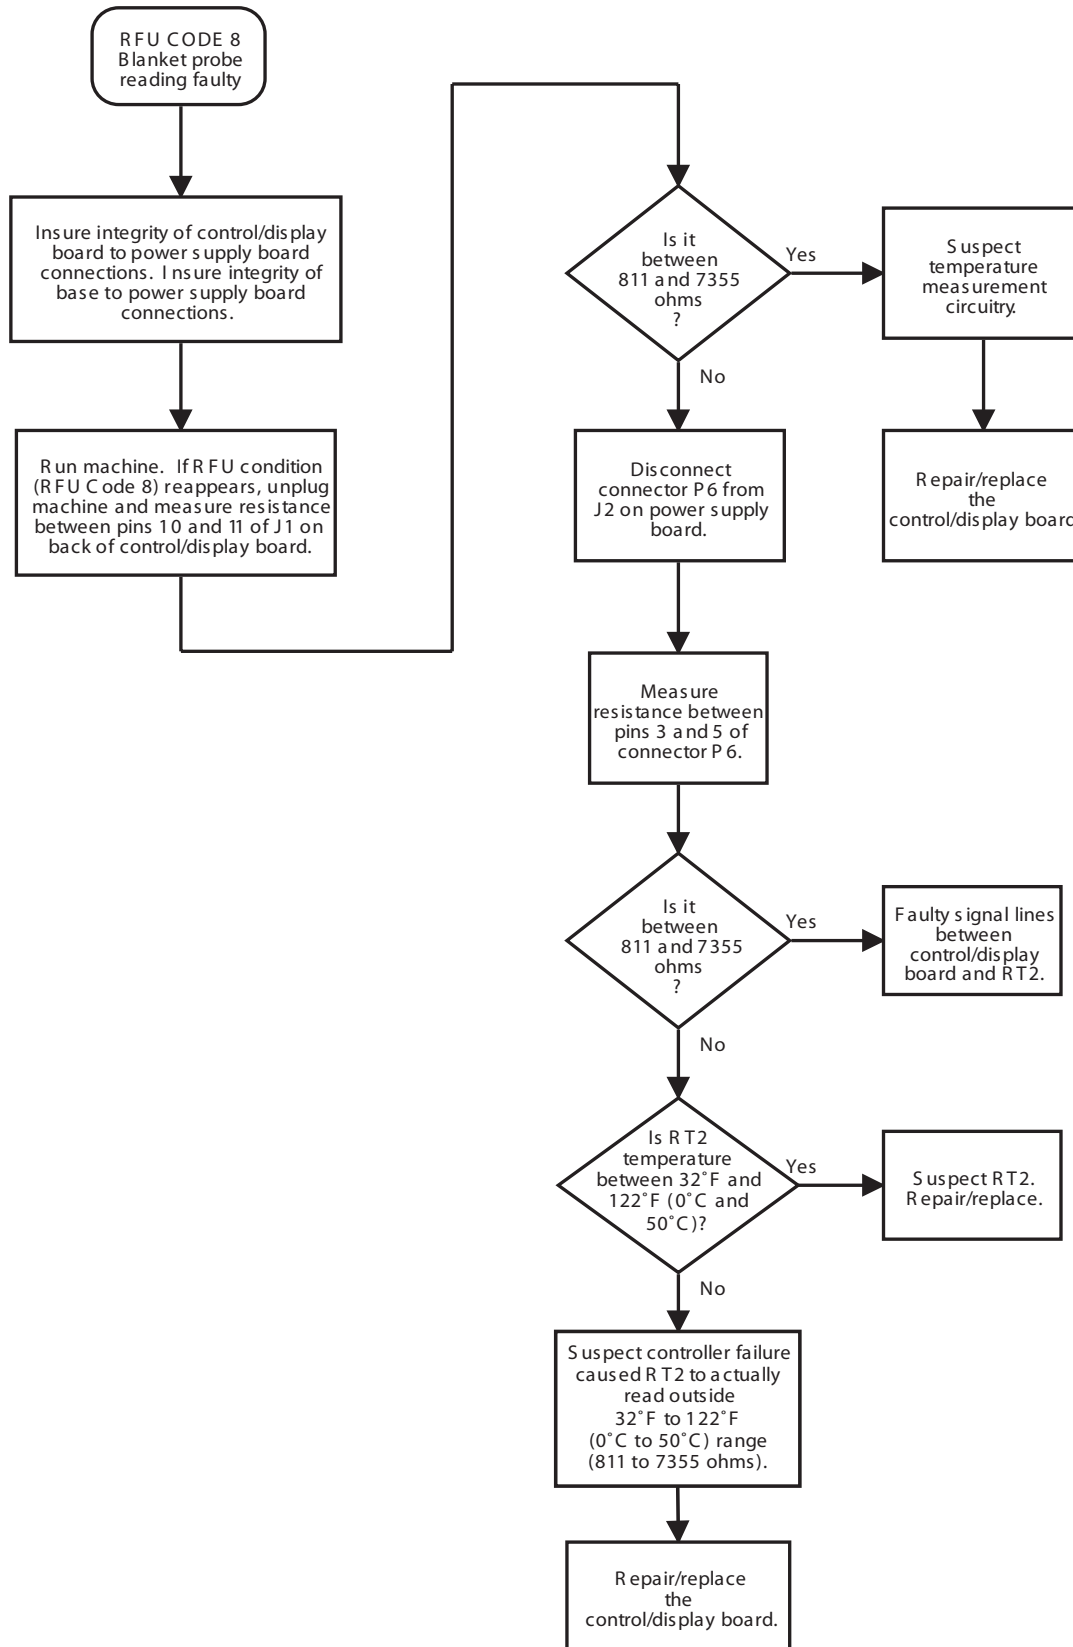 RFU CODE 8
Blanket probe
reading faulty
Insure integrity of control/display
board to power supply board
connections. Insure integrity of
base to power supply board
connections.
Run machine. If RFU condition
(RFU Code 8) reappears, unplug
machine and measure resistance
between pins 10 and 11 of J1 on
back of control/display board.
Is it
between
811 and 7355
ohms
?
Yes
No
Suspect
temperature
measurement
circuitry.
Repair/replace
the
control/display board
Disconnect
connector P6 from
J2 on power supply
board.
Measure
resistance between
pins 3 and 5 of
connector P6.
Is it
between
811 and 7355
ohms
?
Yes
No
Faulty signal lines
between
control/display
board and RT2.
Is RT2
temperature
between 32˚F and
122˚F (0˚C and
50˚C)?
Yes
No
Suspect RT2.
Repair/replace.
Suspect controller failure
caused RT2 to actually
read outside
32˚F to 122˚F
(0˚C to 50˚C) range
(811 to 7355 ohms).
Repair/replace
the
control/display board.